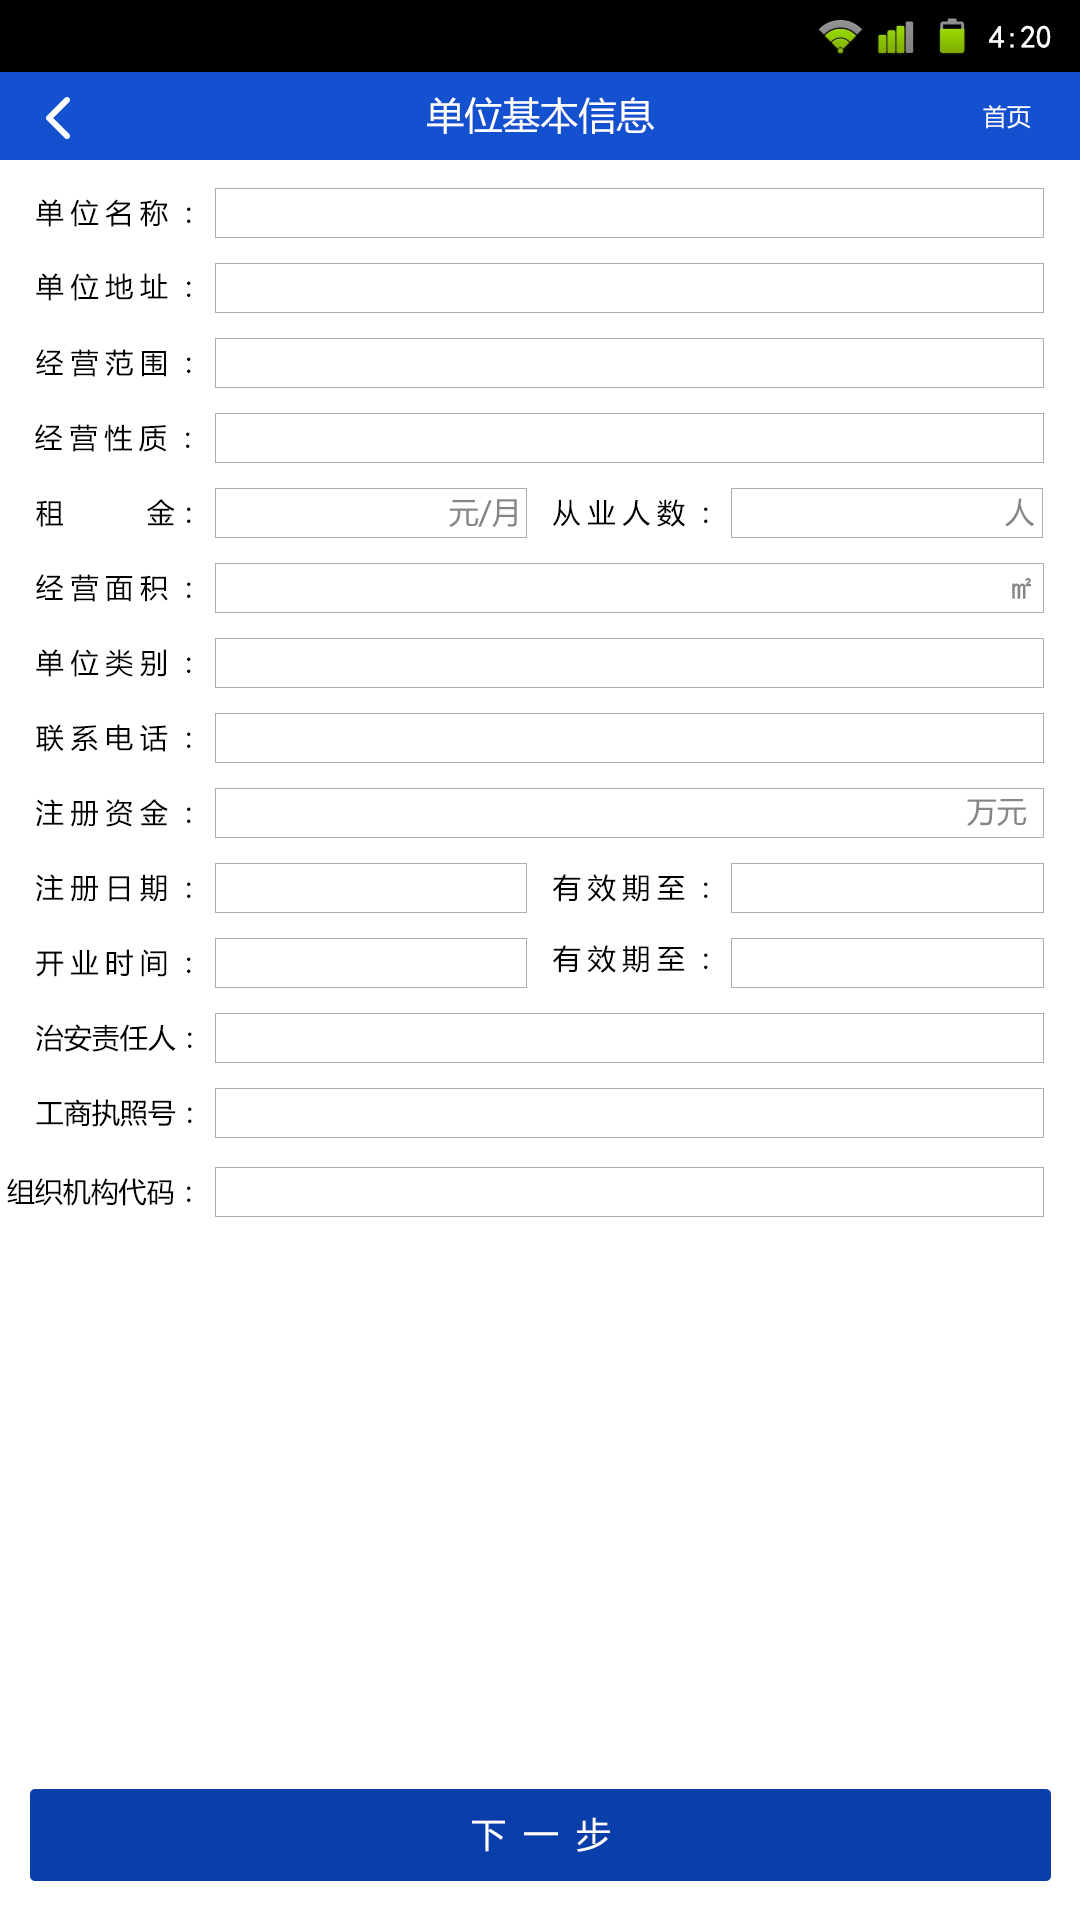 4:20
单位基本信息 首页
单位名称：
单位地址：
经营范围：
经营性质：
租 金： 元/月 从业人数： 人
经营面积： ㎡
单位类别：
联系电话：
注册资金： 万元
注册日期： 有效期至：
开业时间： 有效期至：
治安责任人：
工商执照号：
组织机构代码：
下一步